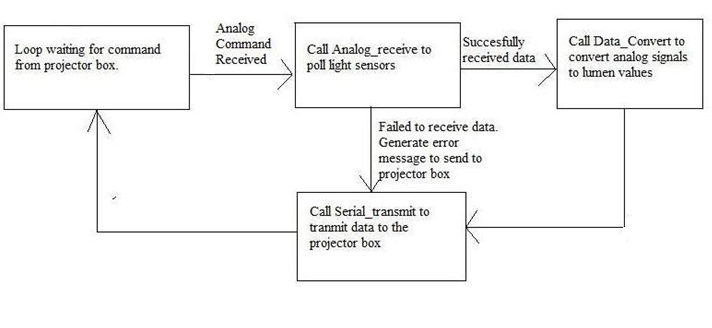 Loop waiting for command
from projector box.
Analog
Command
Received
Call Analog_receive to
poll light sensors
Succesfully
received data
Call Data_Convert to
convert analog signals
to lumen values
Failed to receive data.
Generate error
message to send to
projector box
Call Serial_transmit to
tranmit data to the
projector box